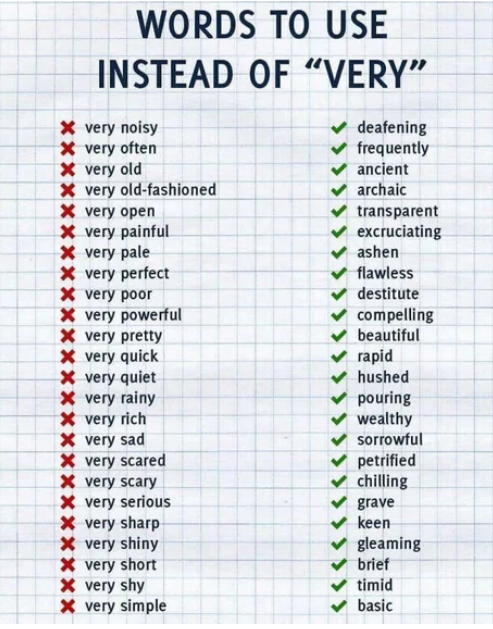 WORDS TO USE
INSTEAD OF “VERY”
very noisy deafening
very often frequently
very old ancient
very old-fashioned archaic
very open transparent
very painful excruciating
very pale ashen
very perfect flawless
very poor destitute
very powerful compelling
very pretty beautiful
very quick rapid
very quiet hushed
very rainy pouring
very rich wealthy
very sad sorrowful
very scared petrified
very scary chilling
very serious grave
very sharp keen
very shiny gleaming
very short brief
very shy timid
very simple basic